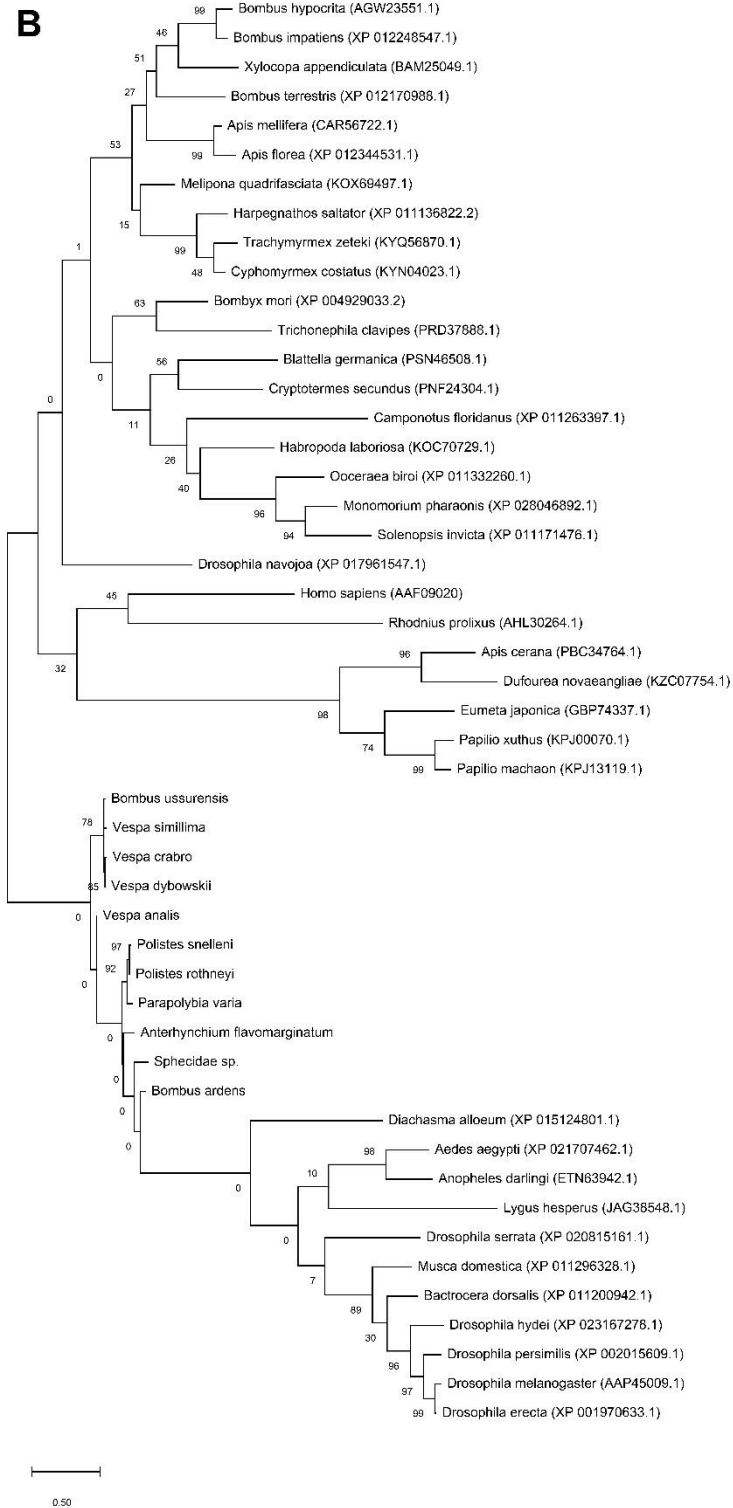 B
99
Bombus hypocrita (AGW23551.1)
46
Bombus impatiens (XP 012248547.1)
51
Xylocopa appendiculata (BAM25049.1)
27
Bombus terrestris (XP 012170988.1)
Apis mellifera (CAR56722.1)
53
99
Apis florea (XP 012344531.1)
Melipona quadrifasciata (KOX69497.1)
15
Harpegnathos saltator (XP 011136822.2)
1
99
Trachymyrmex zeteki (KYQ56870.1)
48
Cyphomyrmex costatus (KYN04023.1)
63
Bombyx mori (XP 004929033.2)
Trichonephila clavipes (PRD37888.1)
0
56
Blattella germanica (PSN46508.1)
Cryptotermes secundus (PNF24304.1)
0
11
Camponotus floridanus (XP 011263397.1)
26
Habropoda laboriosa (KOC70729.1)
40
Ooceraea biroi (XP 011332260.1)
96
Monomorium pharaonis (XP 028046892.1)
94
Solenopsis invicta (XP 011171476.1)
Drosophila navojoa (XP 017961547.1)
45
Homo sapiens (AAF09020)
Rhodnius prolixus (AHL30264.1)
32
96
Apis cerana (PBC34764.1)
Dufourea novaeangliae (KZC07754.1)
98
Eumeta japonica (GBP74337.1)
74
Papilio xuthus (KPJ00070.1)
99
Papilio machaon (KPJ13119.1)
Bombus ussurensis
78
Vespa simillima
Vespa crabro
85
Vespa dybowskii
0
Vespa analis
97
Polistes snelleni
92
Polistes rothneyi
0
Parapolybia varia
0
Anterhynchium flavomarginatum
Sphecidae sp.
0
Bombus ardens
0
0
Diachasma alloeum (XP 015124801.1)
98
Aedes aegypti (XP 021707462.1)
10
Anopheles darlingi (ETN63942.1)
0
Lygus hesperus (JAG38548.1)
Drosophila serrata (XP 020815161.1)
7
Musca domestica (XP 011296328.1)
89
Bactrocera dorsalis (XP 011200942.1)
30
Drosophila hydei (XP 023167278.1)
96
Drosophila persimilis (XP 002015609.1)
97
Drosophila melanogaster (AAP45009.1)
99
Drosophila erecta (XP 001970633.1)
0.50